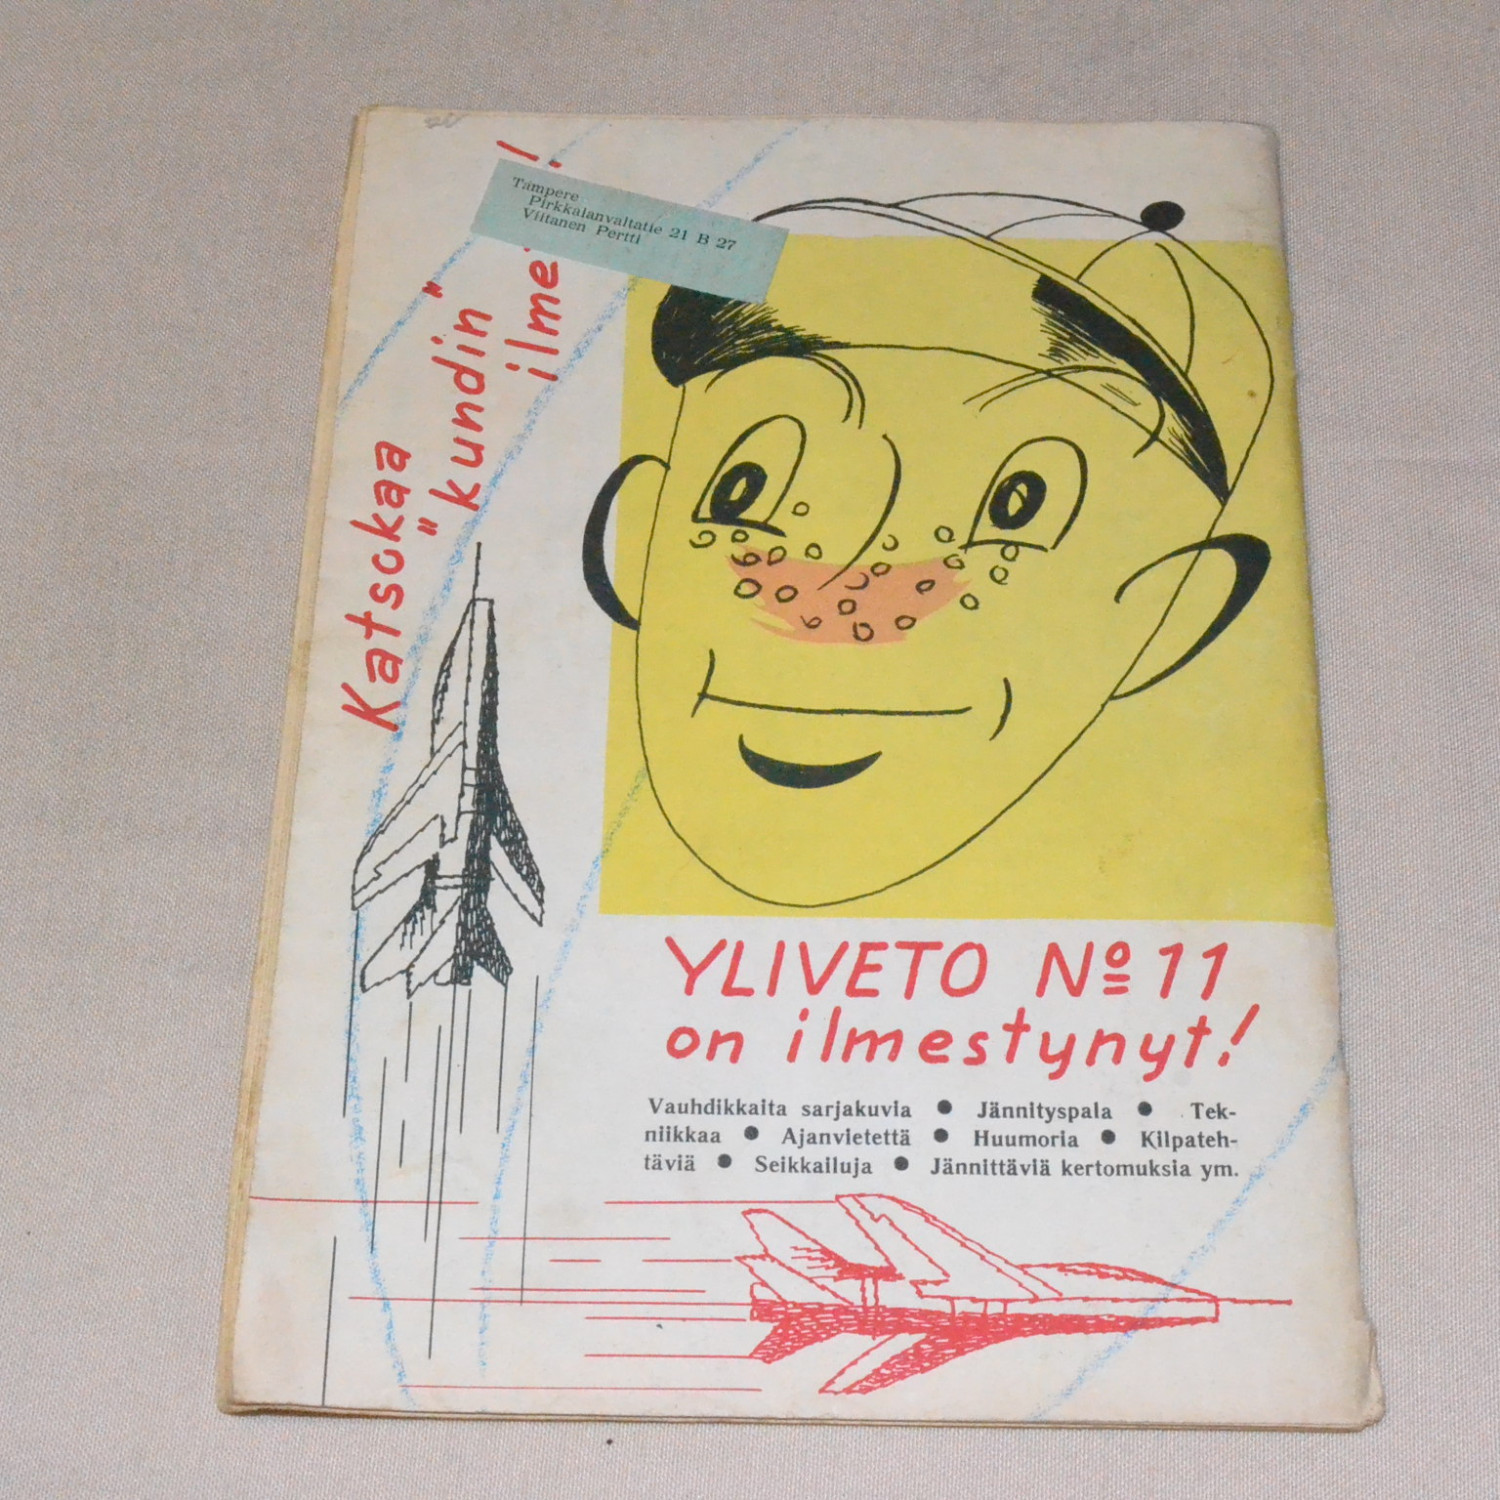 Tampere
Pirkkalanvaltatie 21 B 27
Viitanen Pertti
Katsokaa
"kundin"
YLIVETO Nº 11
on ilmestynyt!
Vauhdikkaita sarjakuvia ● Jännityspala ● Tek-
niikkaa ● Ajanvietettä ● Huumoria ● Kilpateh-
täviä ● Seikkailuja ● Jännittäviä kertomuksia ym.